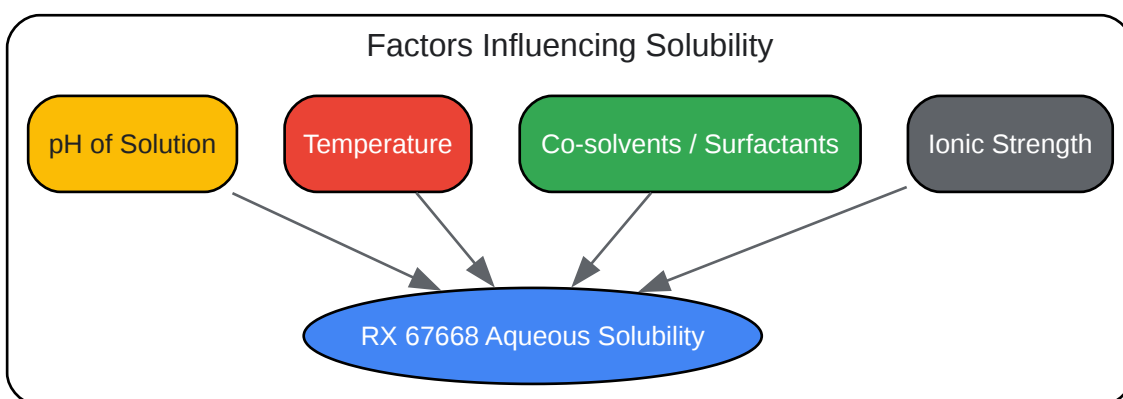 Factors Influencing Solubility
pH of Solution
Temperature
Co-solvents / Surfactants
Ionic Strength
RX 67668 Aqueous Solubility